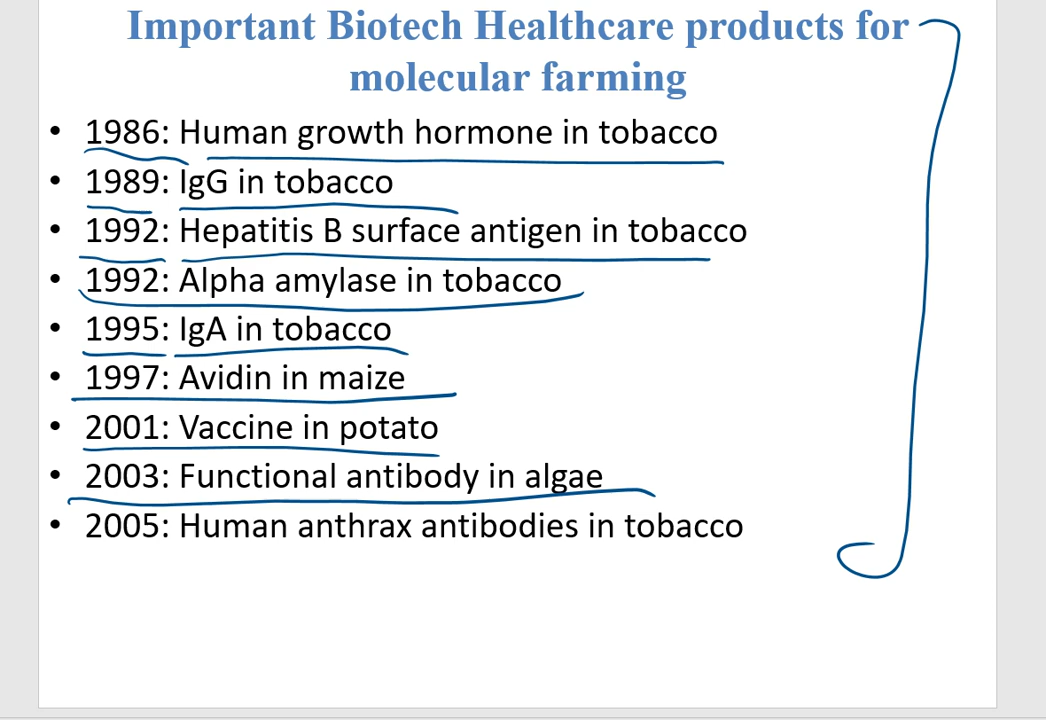 Important Biotech Healthcare products for
molecular farming
• 1986: Human growth hormone in tobacco
• 1989: IgG in tobacco
• 1992: Hepatitis B surface antigen in tobacco
• 1992: Alpha amylase in tobacco
• 1995: IgA in tobacco
• 1997: Avidin in maize
• 2001: Vaccine in potato
• 2003: Functional antibody in algae
• 2005: Human anthrax antibodies in tobacco